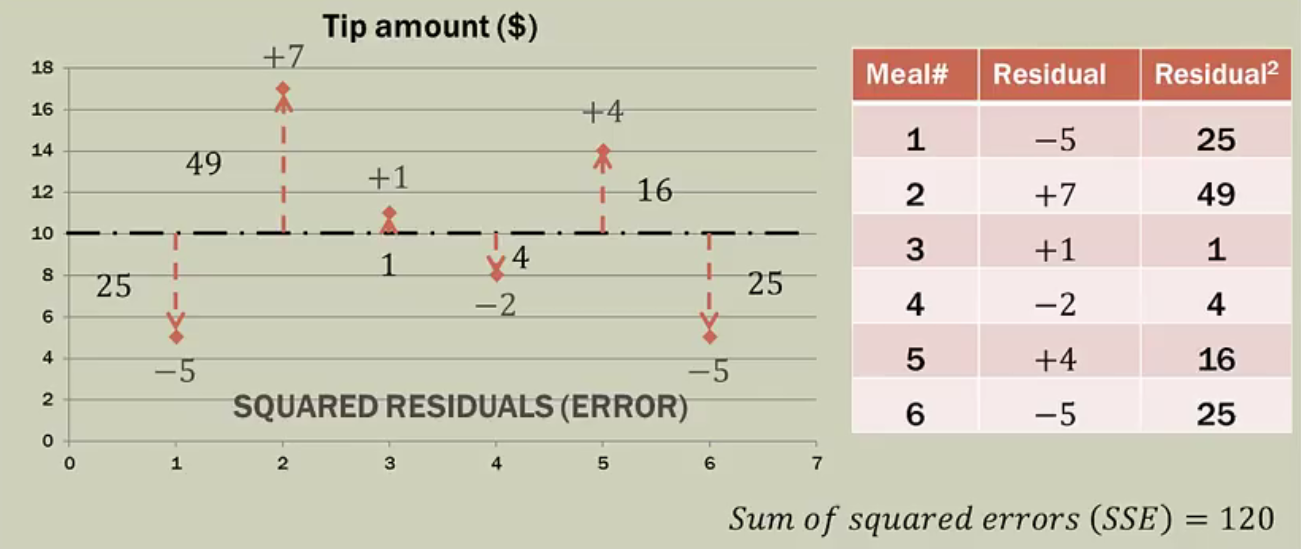 Tip amount ($)
18
16
14
12
10
8
6
4
2
0
0 1 2 3 4 5 6 7
+7
49
+1
1
+4
16
25
−5
4
−2
25
−5
SQUARED RESIDUALS (ERROR)
Meal# Residual Residual²
1 −5 25
2 +7 49
3 +1 1
4 −2 4
5 +4 16
6 −5 25
Sum of squared errors (SSE) = 120